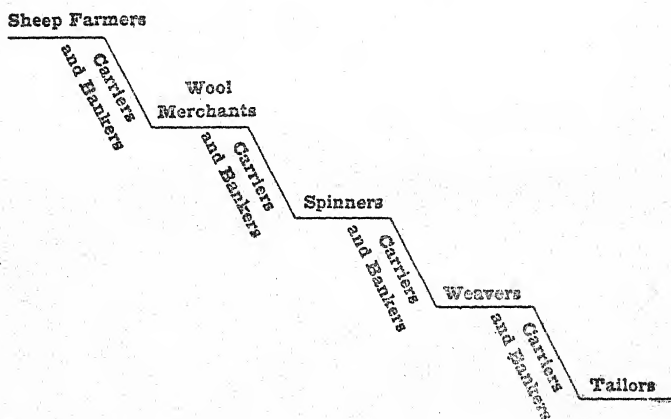 Sheep Farmers
Carriers
and Bankers
Wool
Merchants
Carriers
and Bankers
Spinners
Carriers
and Bankers
Weavers
Carriers
and Bankers
Tailors